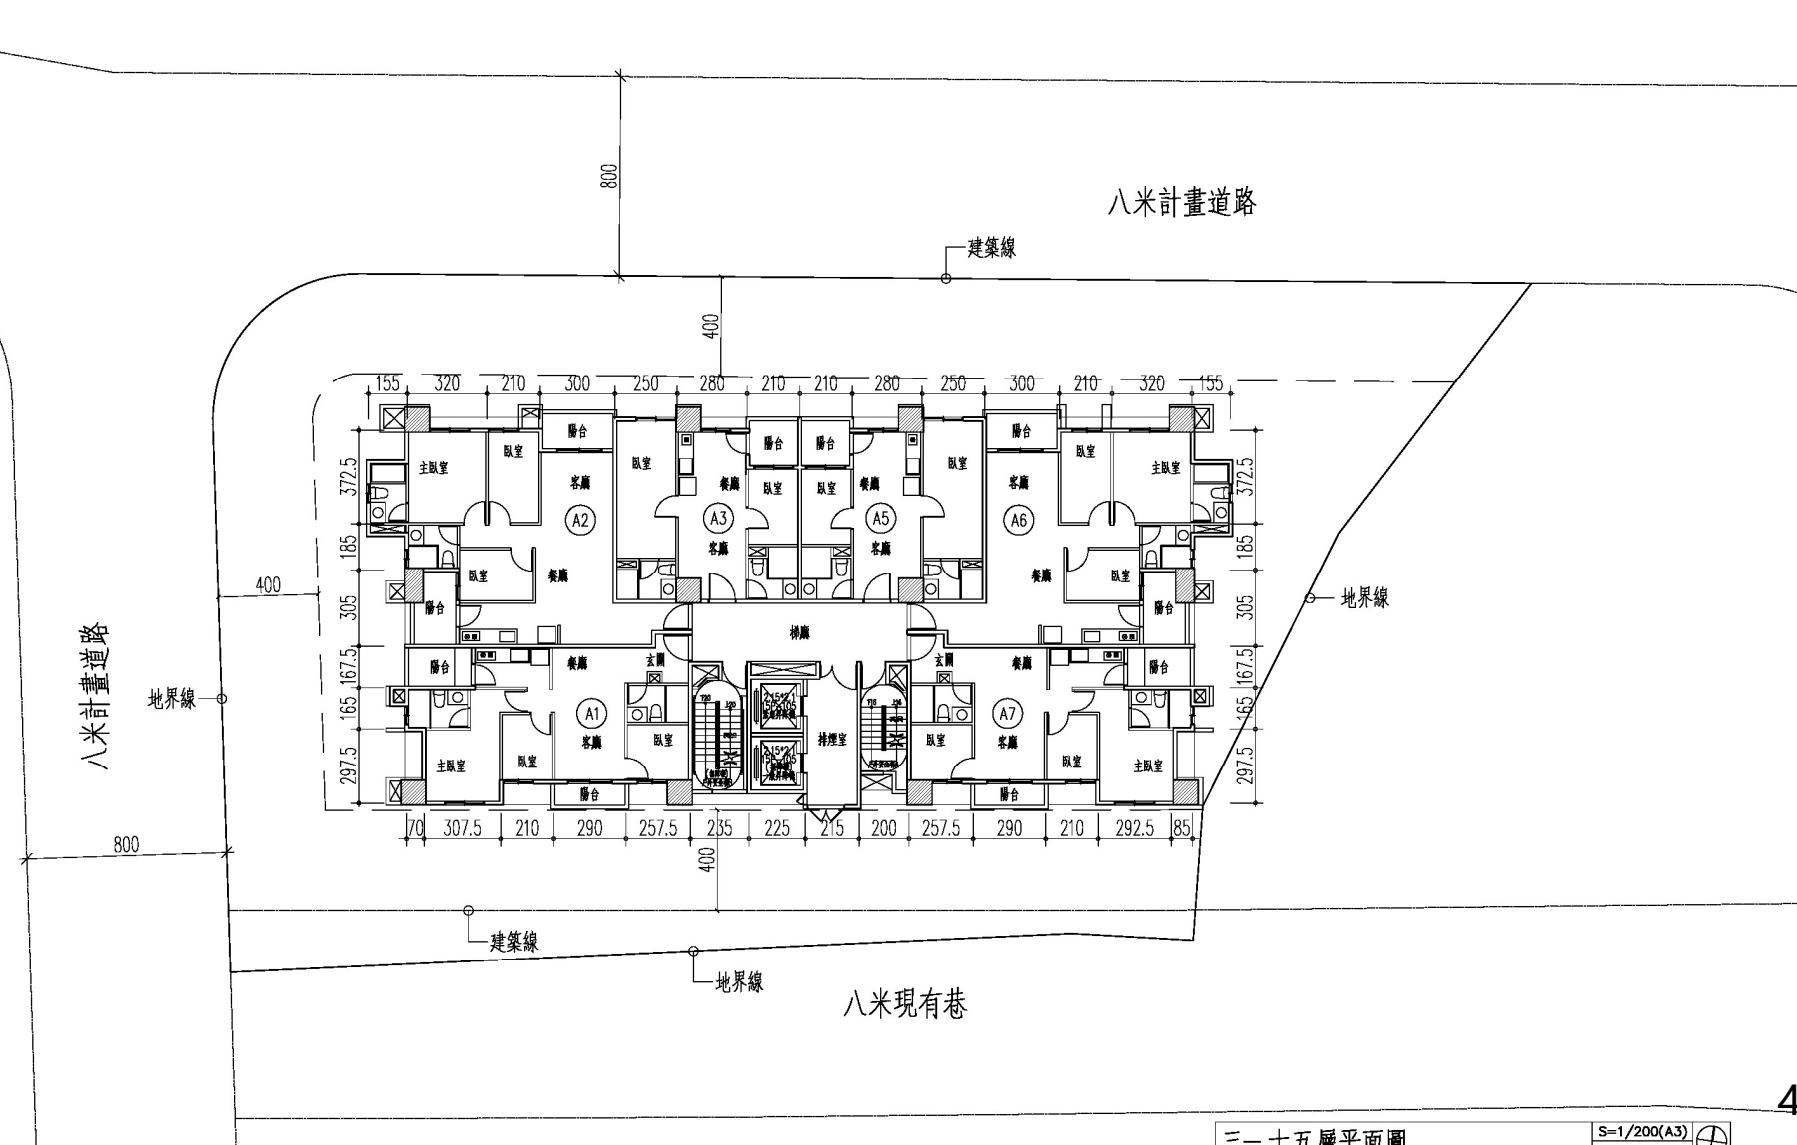 800
八米計畫道路
建築線
400
155 320 210 300 250 280 210 210 280 250 300 210 320 155
陽台 陽台 陽台 陽台
主臥室 臥室 臥室 臥室 臥室 主臥室
372.5 客廳 餐廳 臥室 臥室 餐廳 客廳 372.5
A2 A3 A5 A6
客廳 客廳
185 185
臥室 餐廳 餐廳 臥室
400
305 陽台 陽台 305
地界線
梯廳
八米計畫道路
167.5 陽台 餐廳 玄關 玄關 餐廳 陽台 167.5
地界線
165 A1 A7 165
客廳 臥室 排煙室 臥室 客廳
297.5 主臥室 臥室 臥室 主臥室 297.5
陽台 陽台
70 307.5 210 290 257.5 235 225 215 200 257.5 290 210 292.5 85
800
400
建築線
地界線
八米現有巷
4
三~十五層平面圖
S=1/200(A3)